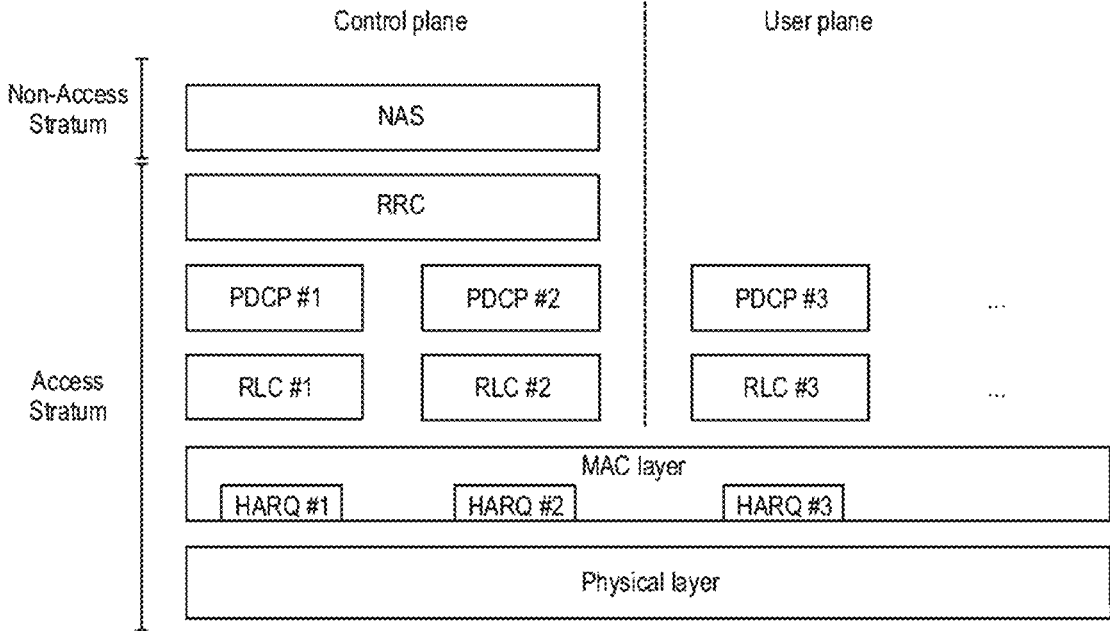 Control plane
User plane
Non-Access
Stratum
NAS
RRC
PDCP #1
PDCP #2
PDCP #3
...
Access
Stratum
RLC #1
RLC #2
RLC #3
...
MAC layer
HARQ #1
HARQ #2
HARQ #3
Physical layer